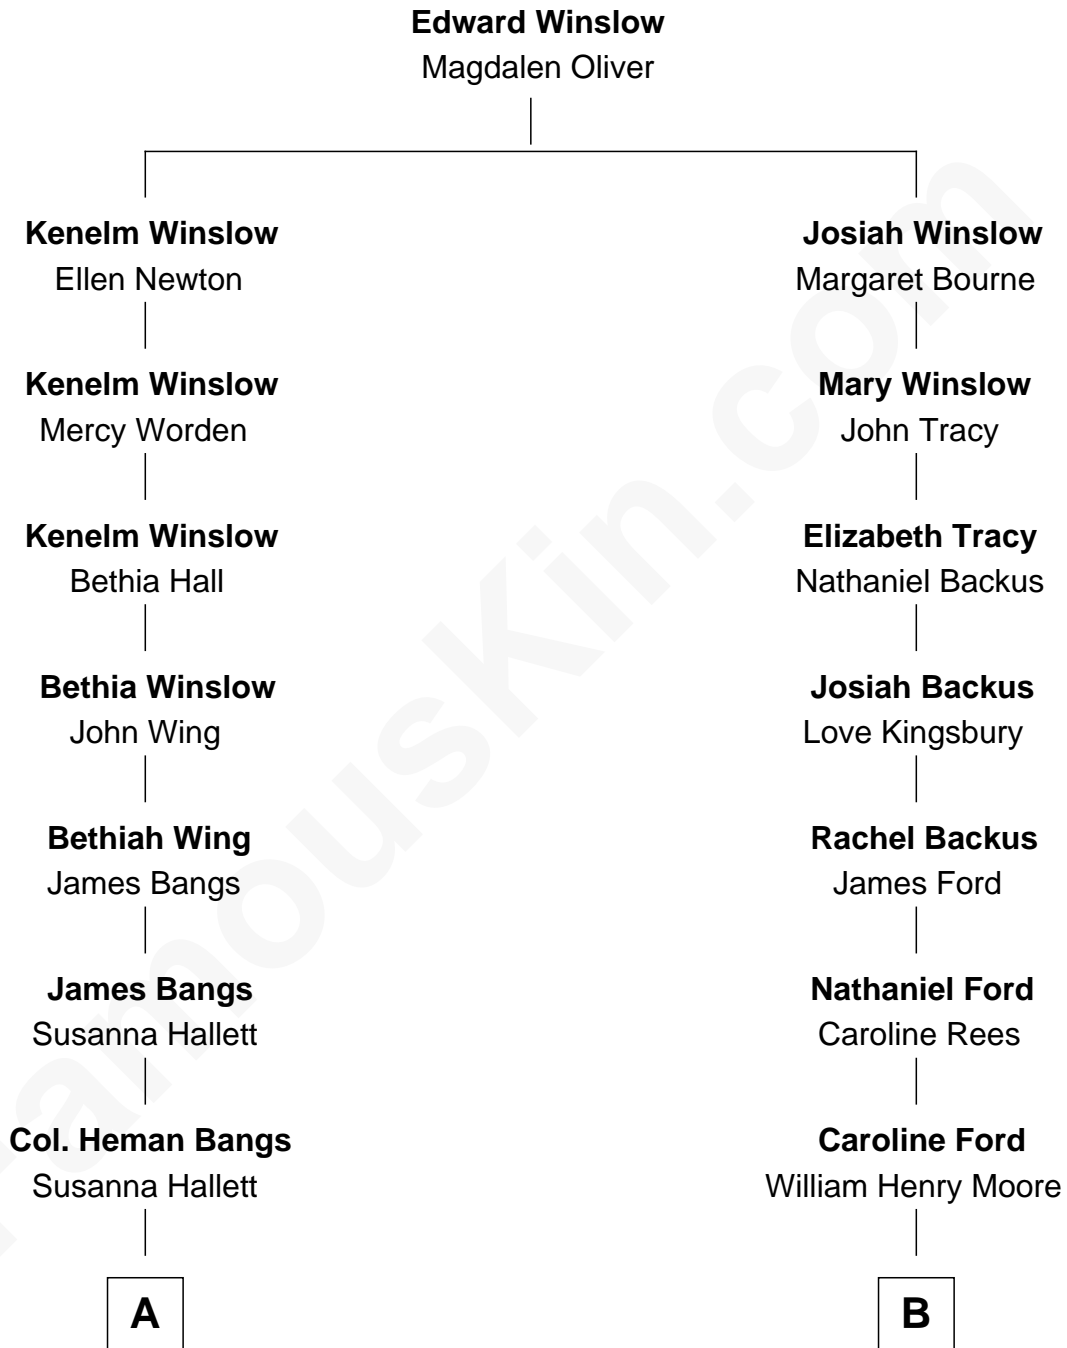 Edward Winslow
Magdalen Oliver
Kenelm Winslow
Ellen Newton
Josiah Winslow
Margaret Bourne
Kenelm Winslow
Mercy Worden
Mary Winslow
John Tracy
Kenelm Winslow
Bethia Hall
Elizabeth Tracy
Nathaniel Backus
Bethia Winslow
John Wing
Josiah Backus
Love Kingsbury
Bethiah Wing
James Bangs
Rachel Backus
James Ford
James Bangs
Susanna Hallett
Nathaniel Ford
Caroline Rees
Col. Heman Bangs
Susanna Hallett
Caroline Ford
William Henry Moore
A
B
FamousKin.com